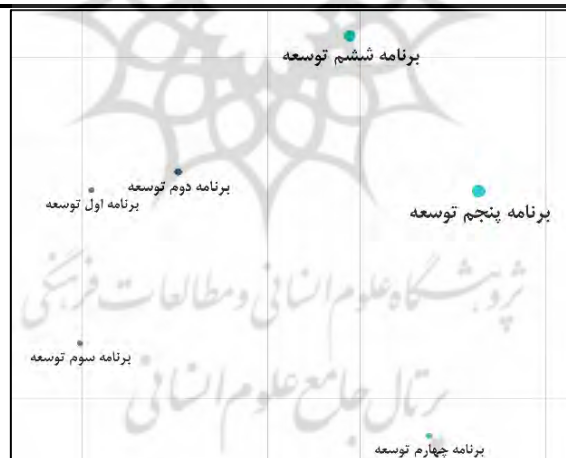 برنامه ششم توسعه
برنامه دوم توسعه
برنامه اول توسعه
برنامه پنجم توسعه
پژوهشگاه علوم انسانی و مطالعات فرهنگی
برنامه سوم توسعه
پرتال جامع علوم انسانی
برنامه چهارم توسعه